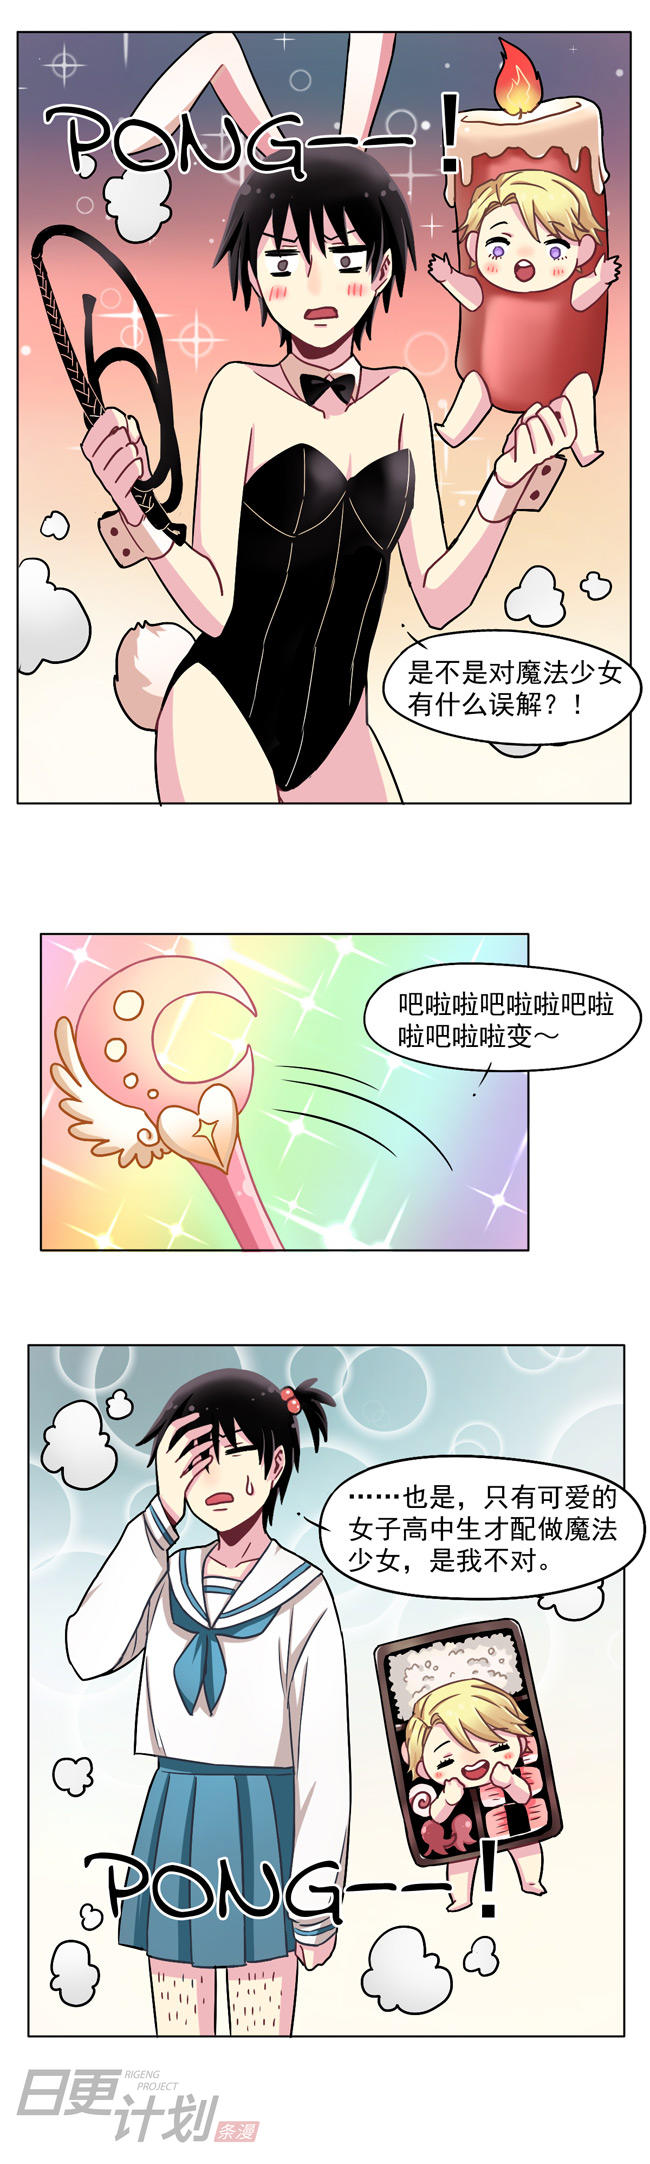 PONG——！
是不是对魔法少女
有什么误解？！
吧啦啦吧啦啦吧啦
啦吧啦啦变～
……也是，只有可爱的
女子高中生才配做魔法
少女，是我不对。
PONG——！
日更计划
RIGENG
PROJECT
条漫